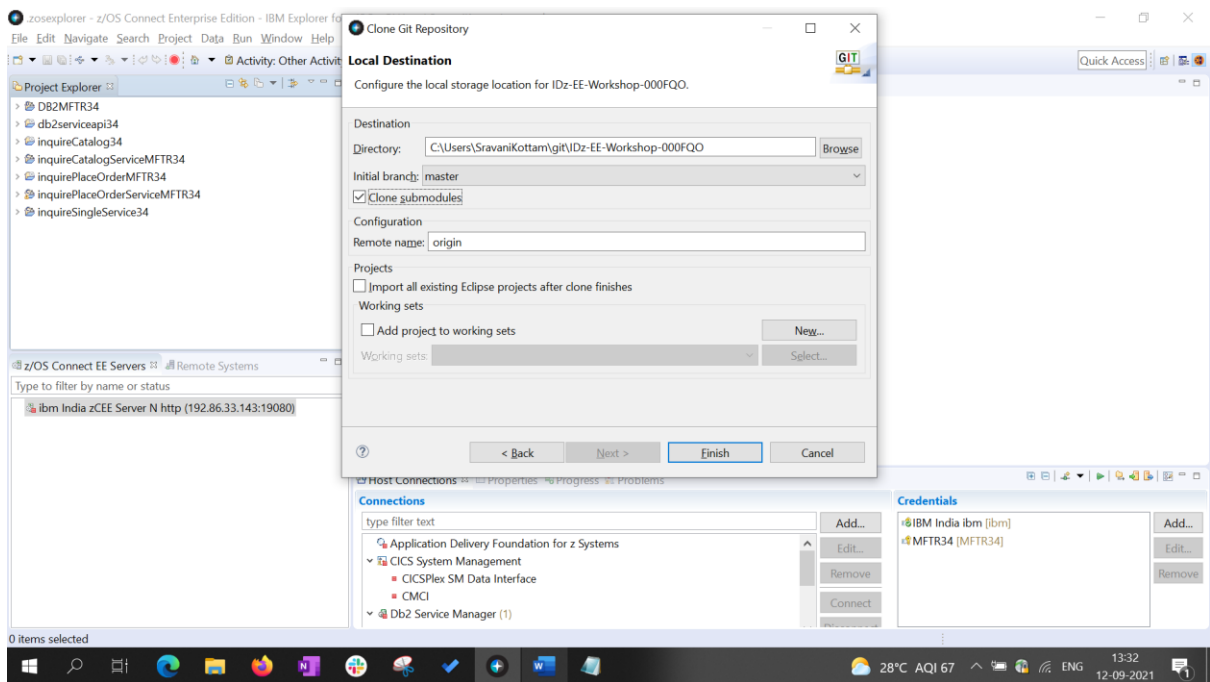 .zosexplorer - z/OS Connect Enterprise Edition - IBM Explorer fo
File Edit Navigate Search Project Data Run Window Help
Activity: Other Activit
Quick Access
Project Explorer
DB2MFTR34
db2serviceapi34
inquireCatalog34
inquireCatalogServiceMFTR34
inquirePlaceOrderMFTR34
inquirePlaceOrderServiceMFTR34
inquireSingleService34
z/OS Connect EE Servers Remote Systems
Type to filter by name or status
ibm India zCEE Server N http (192.86.33.143:19080)
Clone Git Repository
Local Destination
GIT
Configure the local storage location for IDz-EE-Workshop-000FQO.
Destination
Directory: C:\Users\SravaniKottam\git\IDz-EE-Workshop-000FQO Browse
Initial branch: master
Clone submodules
Configuration
Remote name: origin
Projects
Import all existing Eclipse projects after clone finishes
Working sets
Add project to working sets New...
Working sets: Select...
< Back Next > Finish Cancel
Host Connections Properties Progress Problems
Connections
type filter text Add...
Application Delivery Foundation for z Systems
CICS System Management
CICSPlex SM Data Interface
CMCI
Db2 Service Manager (1)
Edit...
Remove
Connect
Credentials
IBM India ibm [ibm]
MFTR34 [MFTR34]
Add...
Edit...
Remove
0 items selected
28°C AQI 67 ENG 13:32
12-09-2021
1